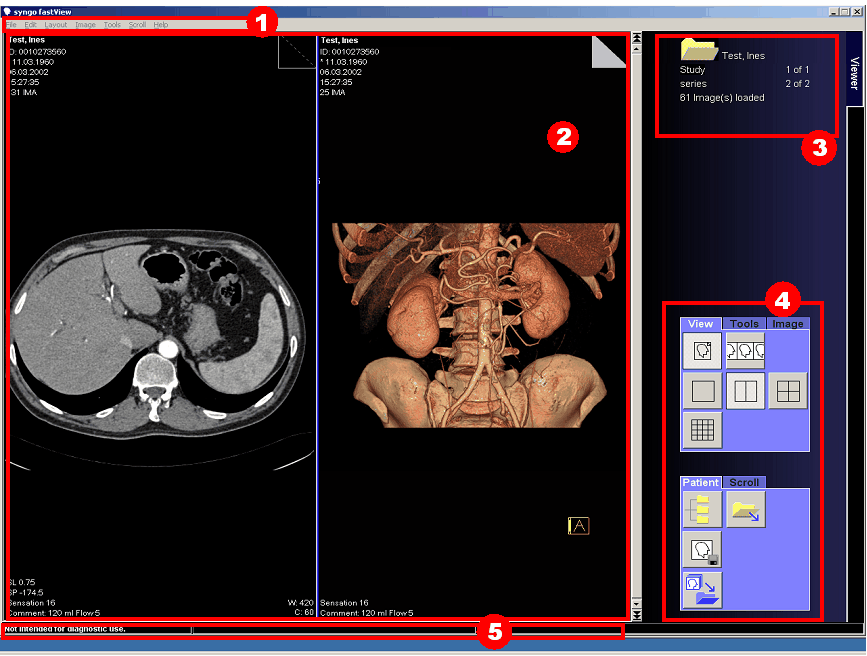 syngo fastView
File Edit Layout Image Tools Scroll Help
1
Test, Ines
ID: 0010273560
* 11.03.1960
06.03.2002
15:27:35
31 IMA
SL 0.75
SP -174.5
Sensation 16
Comment: 120 ml Flow5
W: 420
C: 60
Test, Ines
ID: 0010273560
* 11.03.1960
06.03.2002
15:27:35
25 IMA
2
A
Sensation 16
Comment: 120 ml Flow5
Viewer
Test, Ines
Study 1 of 1
series 2 of 2
61 Image(s) loaded
3
4
View Tools Image
Patient Scroll
Not intended for diagnostic use.
5